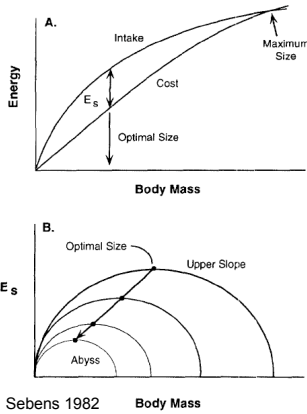 A.
Intake
Maximum
Size
Energy
Cost
Es
Optimal Size
Body Mass
B.
Optimal Size
Upper Slope
Es
Abyss
Sebens 1982
Body Mass